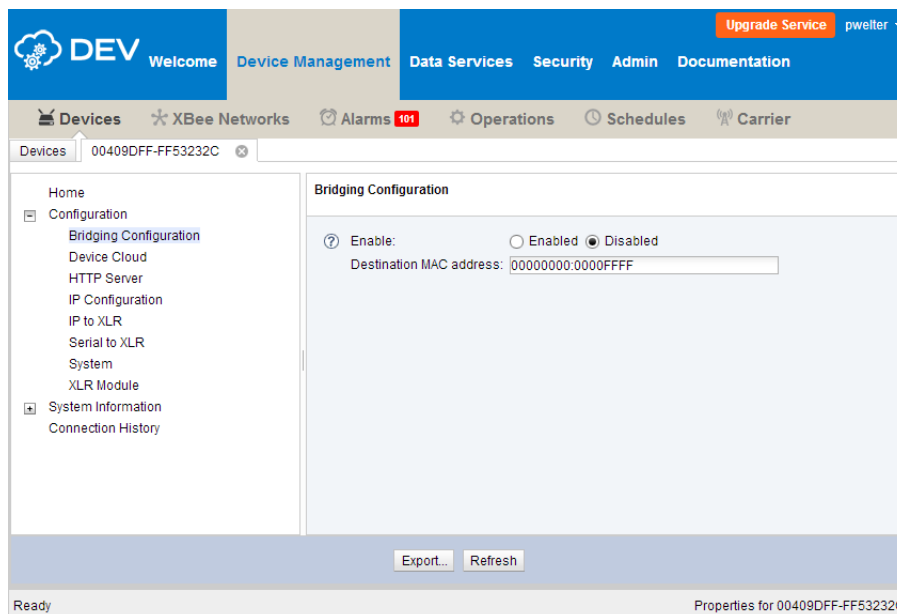 Upgrade Service pwelter
DEV Welcome Device Management Data Services Security Admin Documentation
Devices XBee Networks Alarms 101 Operations Schedules Carrier
Devices 00409DFF-FF53232C
Home
Configuration
Bridging Configuration
Device Cloud
HTTP Server
IP Configuration
IP to XLR
Serial to XLR
System
XLR Module
System Information
Connection History
Bridging Configuration
? Enable: Enabled Disabled
Destination MAC address: 00000000:0000FFFF
Export... Refresh
Ready Properties for 00409DFF-FF53232C